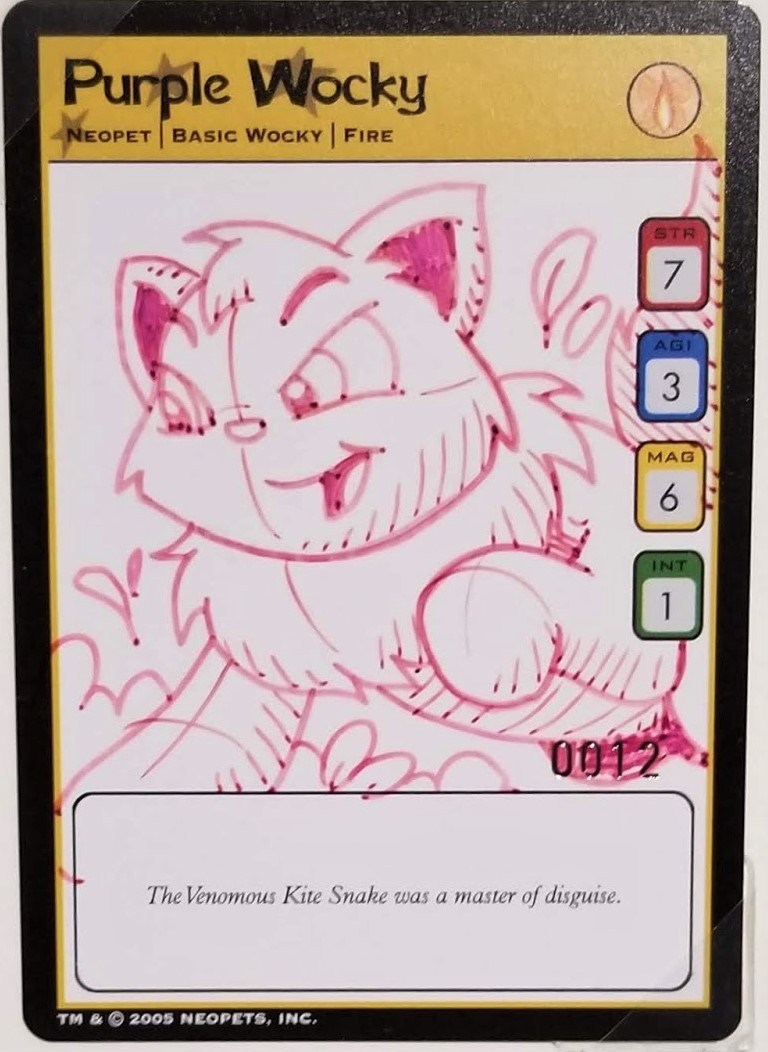 Purple Wocky
Neopet | Basic Wocky | Fire
STR
7
AGI
3
MAG
6
INT
1
0012
The Venomous Kite Snake was a master of disguise.
TM & © 2005 NEOPETS, INC.